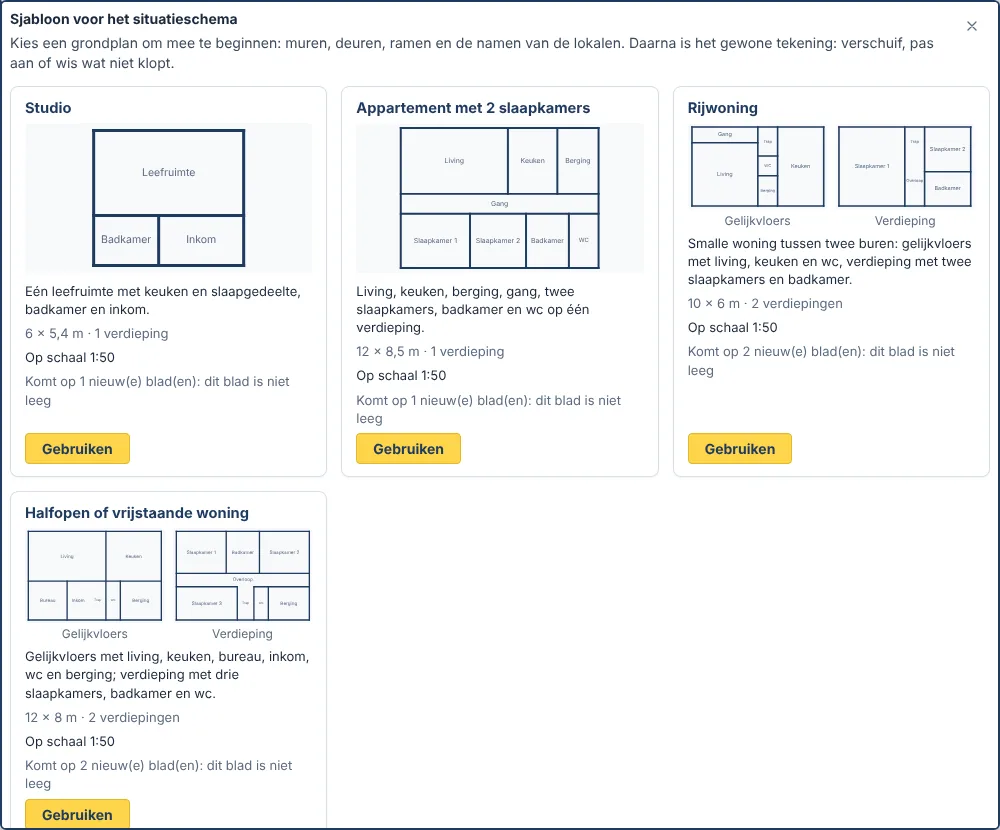 Sjabloon voor het situatieschema
Kies een grondplan om mee te beginnen: muren, deuren, ramen en de namen van de lokalen. Daarna is het gewone tekening: verschuif, pas
aan of wis wat niet klopt.
Studio
Leefruimte
Badkamer
Inkom
Eén leefruimte met keuken en slaapgedeelte,
badkamer en inkom.
6 × 5,4 m · 1 verdieping
Op schaal 1:50
Komt op 1 nieuw(e) blad(en): dit blad is niet
leeg
Gebruiken
Appartement met 2 slaapkamers
Living
Keuken
Berging
Gang
Slaapkamer 1
Slaapkamer 2
Badkamer
WC
Living, keuken, berging, gang, twee
slaapkamers, badkamer en wc op één
verdieping.
12 × 8,5 m · 1 verdieping
Op schaal 1:50
Komt op 1 nieuw(e) blad(en): dit blad is niet
leeg
Gebruiken
Rijwoning
Gang
Trap
Living
WC
Keuken
Berging
Gelijkvloers
Slaapkamer 1
Trap
Slaapkamer 2
Overloop
Badkamer
Verdieping
Smalle woning tussen twee buren: gelijkvloers
met living, keuken en wc, verdieping met twee
slaapkamers en badkamer.
10 × 6 m · 2 verdiepingen
Op schaal 1:50
Komt op 2 nieuw(e) blad(en): dit blad is niet
leeg
Gebruiken
Halfopen of vrijstaande woning
Living
Keuken
Bureau
Inkom
Trap
WC
Berging
Gelijkvloers
Slaapkamer 1
Badkamer
Slaapkamer 2
Overloop
Slaapkamer 3
Trap
WC
Berging
Verdieping
Gelijkvloers met living, keuken, bureau, inkom,
wc en berging; verdieping met drie
slaapkamers, badkamer en wc.
12 × 8 m · 2 verdiepingen
Op schaal 1:50
Komt op 2 nieuw(e) blad(en): dit blad is niet
leeg
Gebruiken